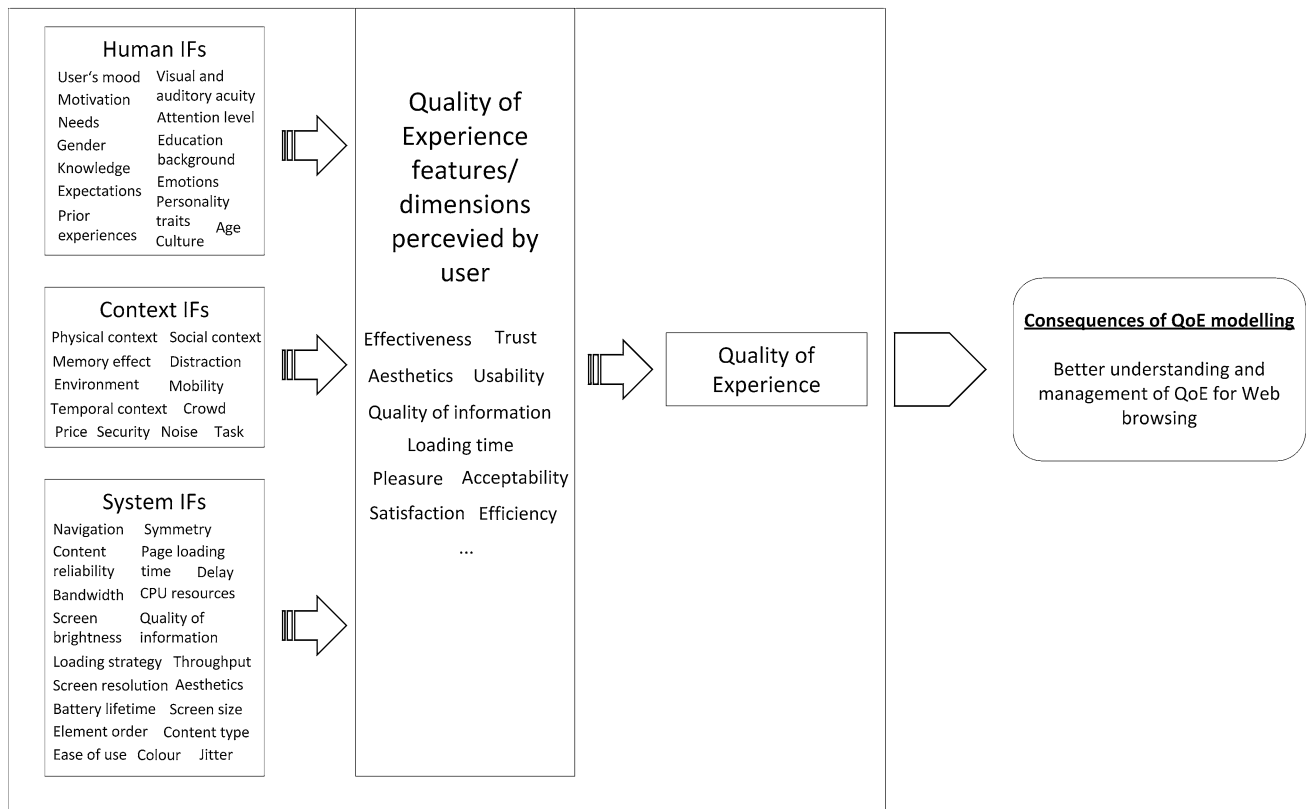 Human IFs
User‘s mood
Motivation
Needs
Gender
Knowledge
Expectations
Prior
experiences
Visual and
auditory acuity
Attention level
Education
background
Emotions
Personality
traits Age
Culture
Context IFs
Physical context Social context
Memory effect Distraction
Environment Mobility
Temporal context Crowd
Price Security Noise Task
System IFs
Navigation Symmetry
Content
reliability
Page loading
time Delay
Bandwidth CPU resources
Screen
brightness
Quality of
information
Loading strategy Throughput
Screen resolution Aesthetics
Battery lifetime Screen size
Element order Content type
Ease of use Colour Jitter
Quality of
Experience
features/
dimensions
percevied by
user
Effectiveness Trust
Aesthetics Usability
Quality of information
Loading time
Pleasure Acceptability
Satisfaction Efficiency
...
Quality of
Experience
Consequences of QoE modelling
Better understanding and
management of QoE for Web
browsing